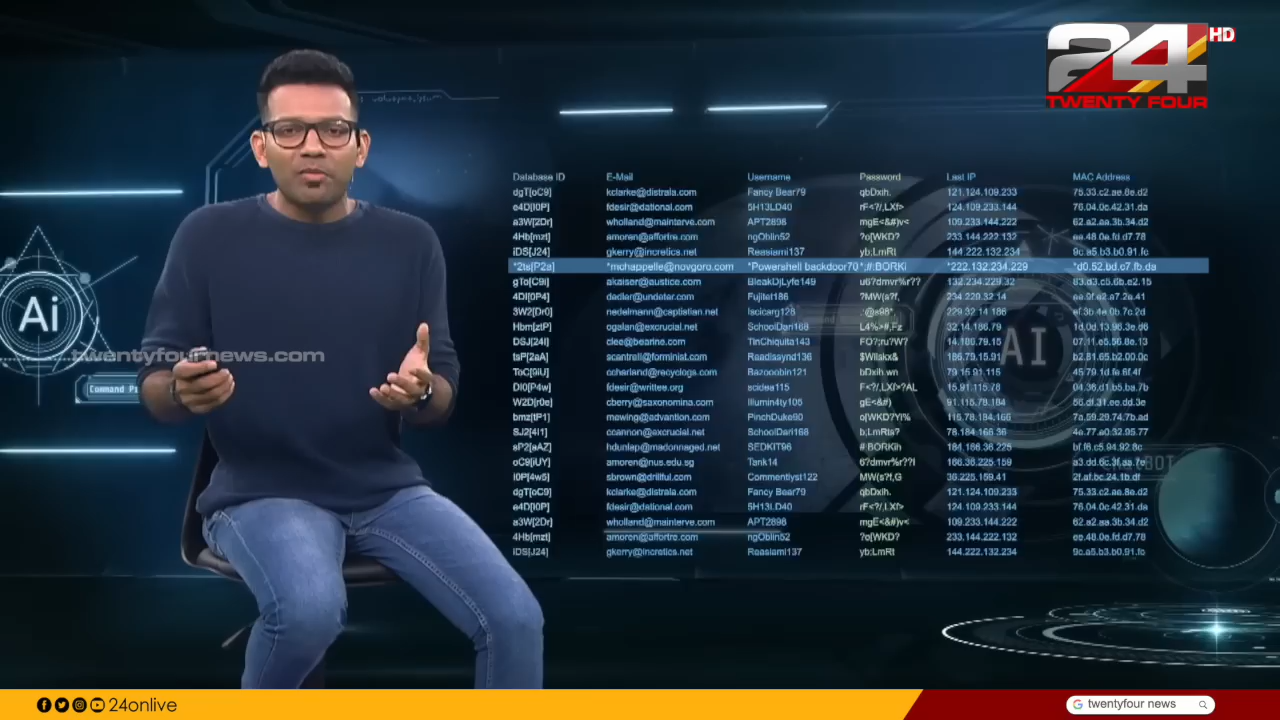 24 HD
TWENTY FOUR
Database ID E-Mail Username Password Last IP MAC Address
dgT[oC9] kclarke@distrala.com Fancy Bear79 qbDxih. 121.124.109.233 75.33.c2.ae.8e.d2
e4D[I0P] fdesir@dational.com 5H13LD40 rF<?/,LXf> 124.109.233.144 76.04.0c.42.31.da
a3W[2Dr] wholland@mainterve.com APT2898 mgE<&#)v< 109.233.144.222 62.a2.aa.3b.34.d2
4Hb[mzt] amoren@affortre.com ngOblin52 ?o[WKD? 233.144.222.132 ee.48.0e.fd.d7.78
iDS[J24] gkerry@incretics.net Reasiami137 yb:LmRt 144.222.132.234 9c.a5.b3.b0.91.fc
*2ts[P2a] *mchappelle@novgoro.com *Powershell backdoor70 *;#:BORKi *222.132.234.229 *d0.52.bd.c7.fb.da
gTo[C9i] akaiser@austice.com BleakDjLyfe149 u6?dmvr%r?? 132.234.229.32 83.d3.c5.6b.e2.15
4DI[0P4] dedler@undeter.com Fujitet186 ?MW(s?f, 234.229.32.14 ee.9f.e2.a7.2a.41
3W2[Dr0] nedelmann@captistian.net lacicarg128 229.32.14.186 ef.3b.4e.0b.7c.2d
Hbm[ztP] ogalan@excrucial.net SchoolDari168 L4%>#,Fz 32.14.186.79 1d.0d.13.96.3e.d6
DSJ[24I] clee@bearine.com TinChiquita143 FO?;ru?W? 14.186.79.15 07.11.e5.56.8e.13
tsP[2aA] scantrell@forminist.com Readissynd136 $Wilskx& 186.79.15.91 b2.81.65.b2.00.0c
ToC[9iU] ccharland@recyclogs.com Bazooobin121 bDxih.wn 79.15.91.115 45.79.1d.fe.6f.4f
DI0[P4w] fdesir@writtee.org scidea115 F<?/,LXf>?AL 15.91.115.78 04.36.d1.b5.ba.7b
W2D[r0e] cberry@saxonomina.com Illumin4ty105 gE<&#) 91.115.78.184 56.df.31.ee.dd.3e
bmz[tP1] mewing@advantion.com PinchDuke90 o[WKD?Y!% 115.78.184.166 7a.59.29.74.7b.ad
SJ2[4I1] ccannon@excrucial.net SchoolDari168 b;LmRta? 78.184.166.36 4e.77.e0.32.95.77
sP2[aAZ] hdunlap@madonnaged.net SEDKIT96 #:BORKih 184.166.36.225 bf.f6.c5.94.92.8c
oC9[iUY] amoren@nus.edu.sg Tank14 6?dmvr%r??I 166.36.225.159 a3.dd.6c.3f.aa.7e
I0P[4w5] sbrown@drillful.com Commentlyst122 MW(s?f,G 36.225.159.41 2f.af.bc.24.1b.df
dgT[oC9] kclarke@distrala.com Fancy Bear79 qbDxih. 121.124.109.233 75.33.c2.ae.8e.d2
e4D[I0P] fdesir@dational.com 5H13LD40 rF<?/,LXf> 124.109.233.144 76.04.0c.42.31.da
a3W[2Dr] wholland@mainterve.com APT2898 mgE<&#)v< 109.233.144.222 62.a2.aa.3b.34.d2
4Hb[mzt] amoren@affortre.com ngOblin52 ?o[WKD? 233.144.222.132 ee.48.0e.fd.d7.78
iDS[J24] gkerry@incretics.net Reasiami137 yb:LmRt 144.222.132.234 9c.a5.b3.b0.91.fc
Ai
AI
twentyfournews.com
Command
24onlive
twentyfour news